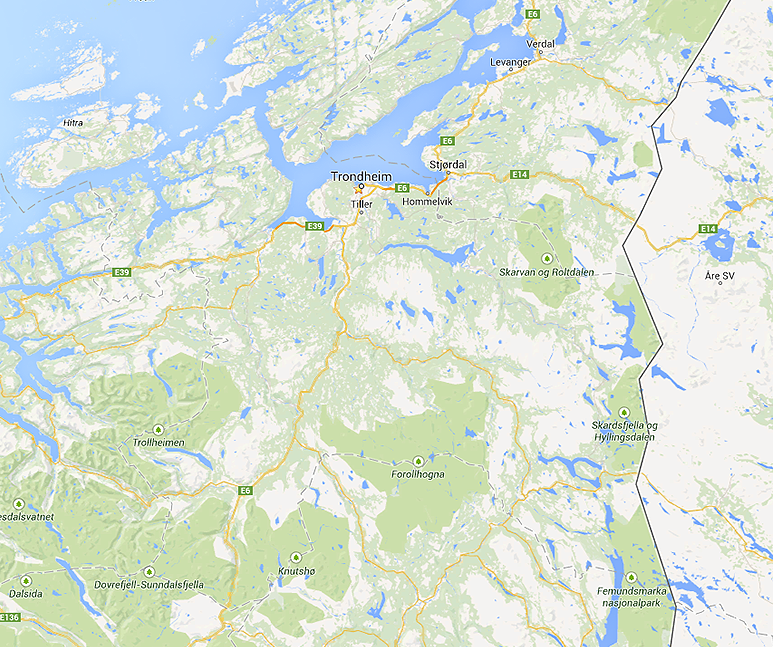 E6
Verdal
Levanger
Hitra
E6
Stjørdal
Trondheim
E6
E14
Tiller
Hommelvik
E39
E14
E39
Skarvan og Roltdalen
Åre SV
Skardsfjella og
Hyllingsdalen
Trollheimen
Forollhogna
E6
esdalsvatnet
Knutshø
Dovrefjell-Sunndalsfjella
Dalsida
Femundsmarka
nasjonalpark
E136